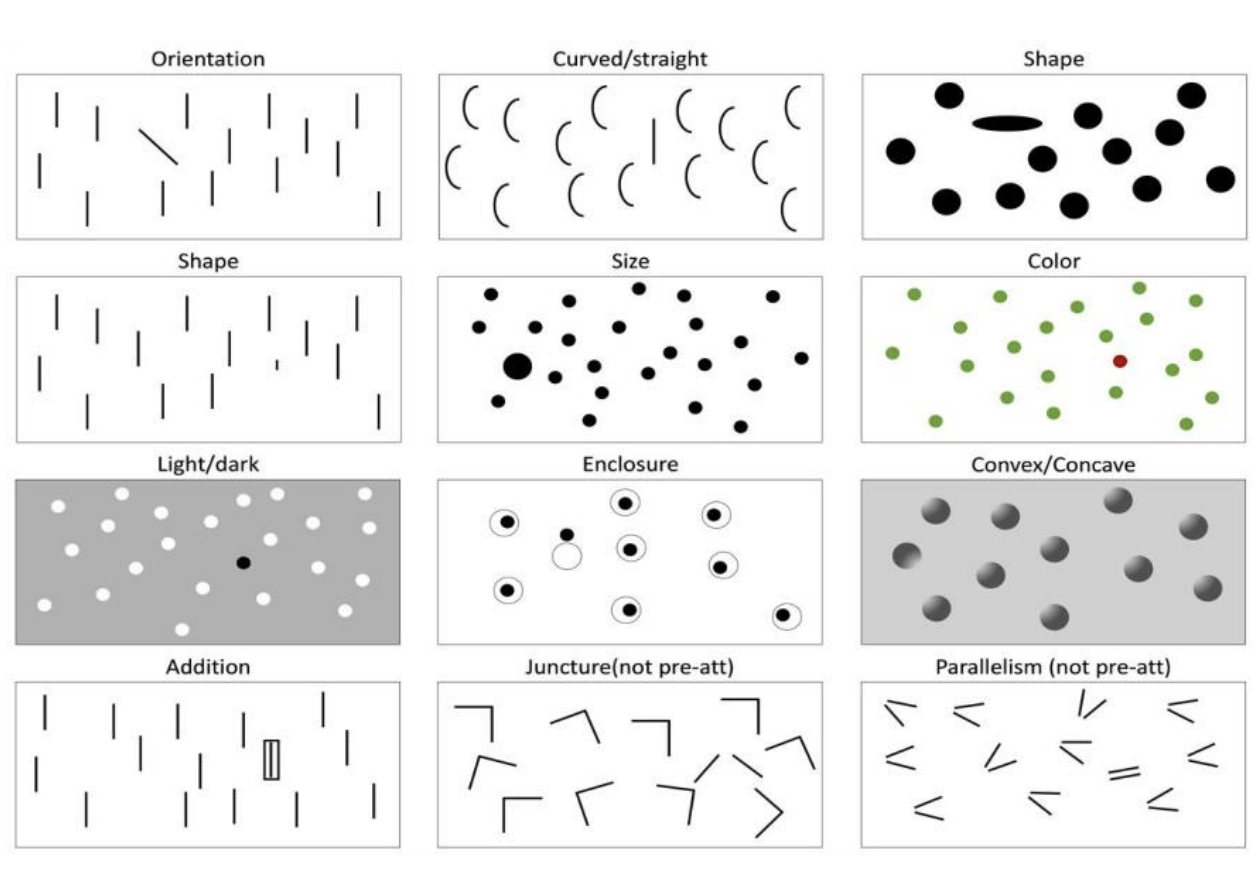 Orientation
Curved/straight
Shape
Shape
Size
Color
Light/dark
Enclosure
Convex/Concave
Addition
Juncture(not pre-att)
Parallelism (not pre-att)